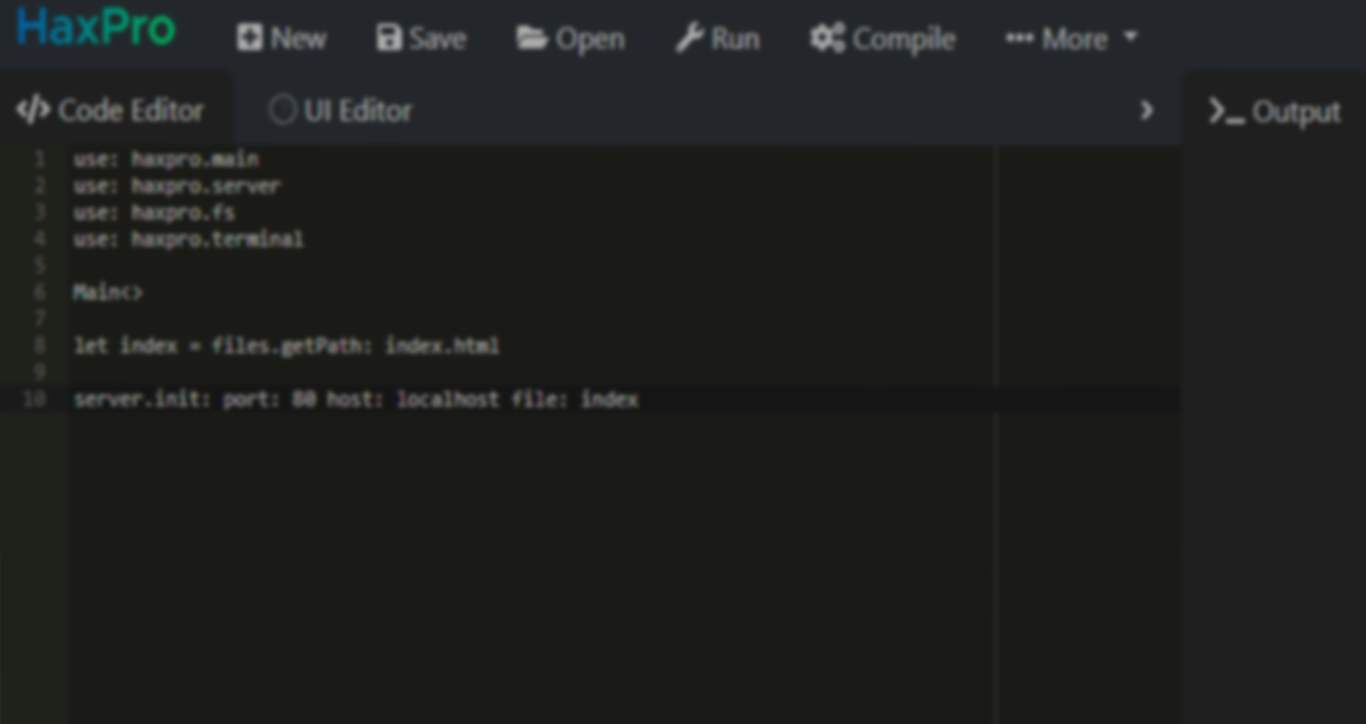 HaxPro New Save Open Run Compile More
Code Editor UI Editor Output
1 use: haxpro.main
2 use: haxpro.server
3 use: haxpro.fs
4 use: haxpro.terminal
5
6 Main<>
7
8 let index = files.getPath: index.html
9
10 server.init: port: 80 host: localhost file: index